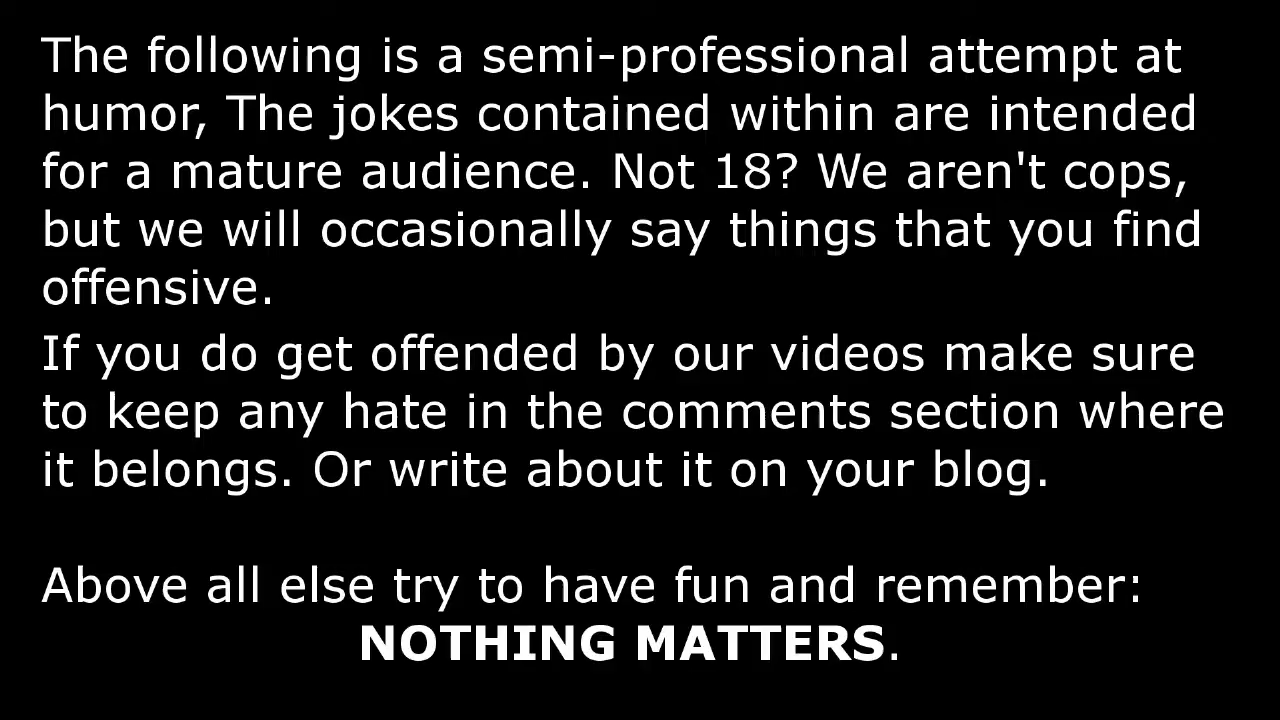 The following is a semi-professional attempt at
humor, The jokes contained within are intended
for a mature audience. Not 18? We aren't cops,
but we will occasionally say things that you find
offensive.
If you do get offended by our videos make sure
to keep any hate in the comments section where
it belongs. Or write about it on your blog.
Above all else try to have fun and remember:
NOTHING MATTERS.